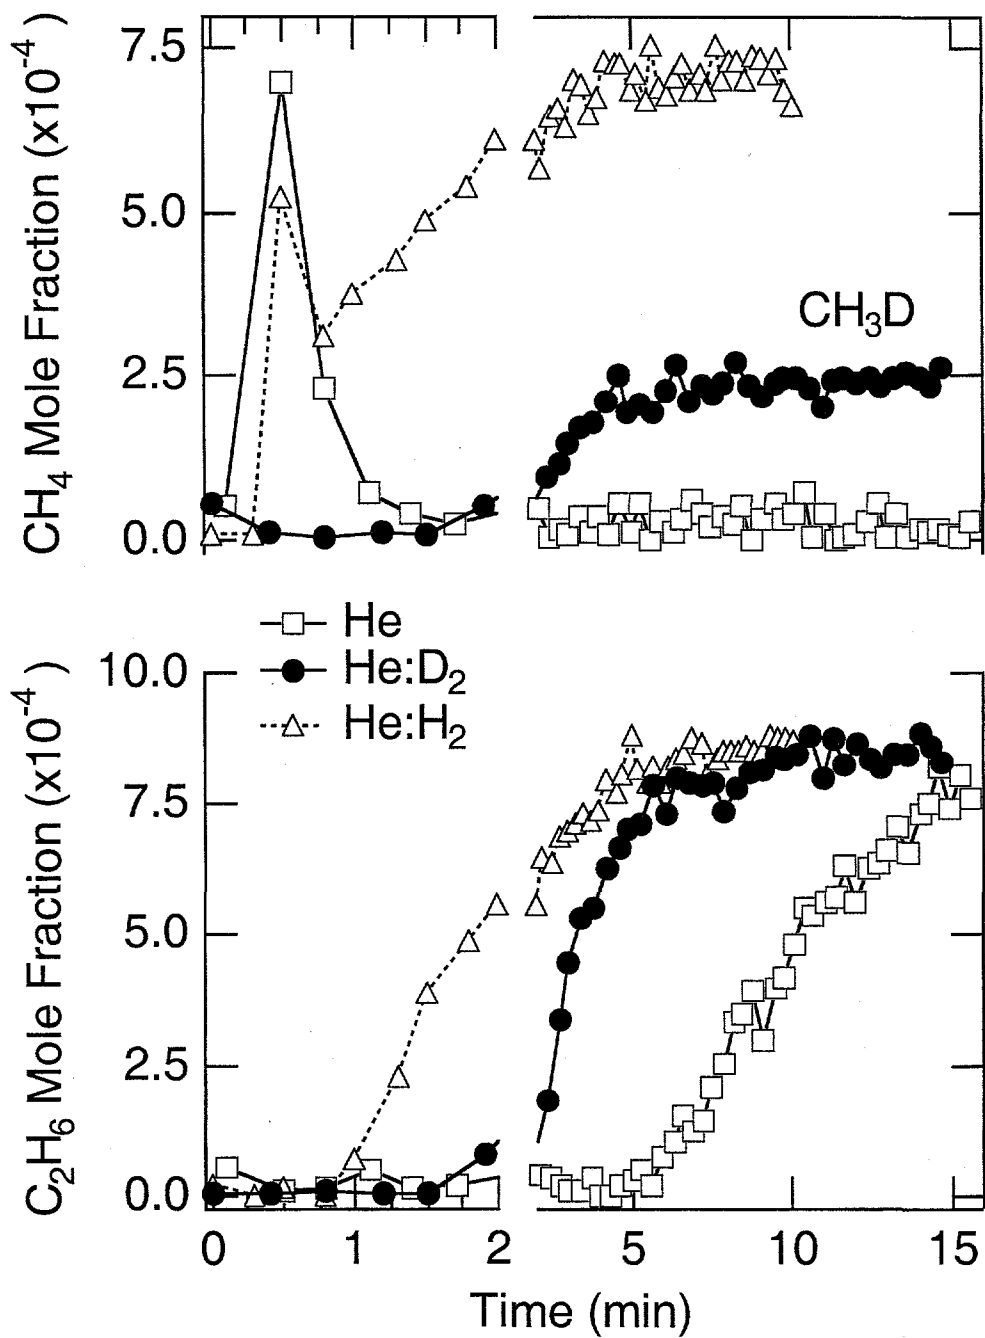 CH4 Mole Fraction (x10-4)
7.5
5.0
2.5
0.0
CH3D
He
He:D2
He:H2
C2H6 Mole Fraction (x10-4)
10.0
7.5
5.0
2.5
0.0
0 1 2 5 10 15
Time (min)